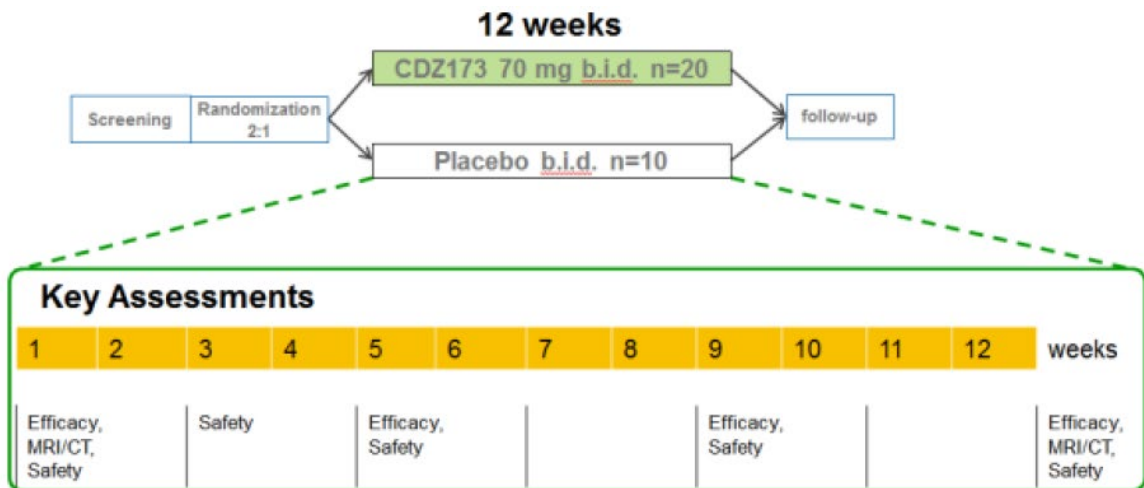 12 weeks
CDZ173 70 mg b.i.d. n=20
Screening
Randomization
2:1
follow-up
Placebo b.i.d. n=10
Key Assessments
1 2 3 4 5 6 7 8 9 10 11 12 weeks
Efficacy,
MRI/CT,
Safety
Safety
Efficacy,
Safety
Efficacy,
Safety
Efficacy,
MRI/CT,
Safety